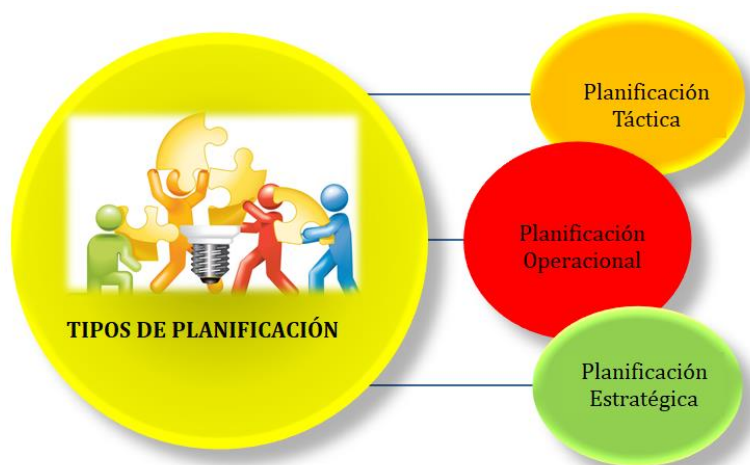 TIPOS DE PLANIFICACIÓN
Planificación
Táctica
Planificación
Operacional
Planificación
Estratégica